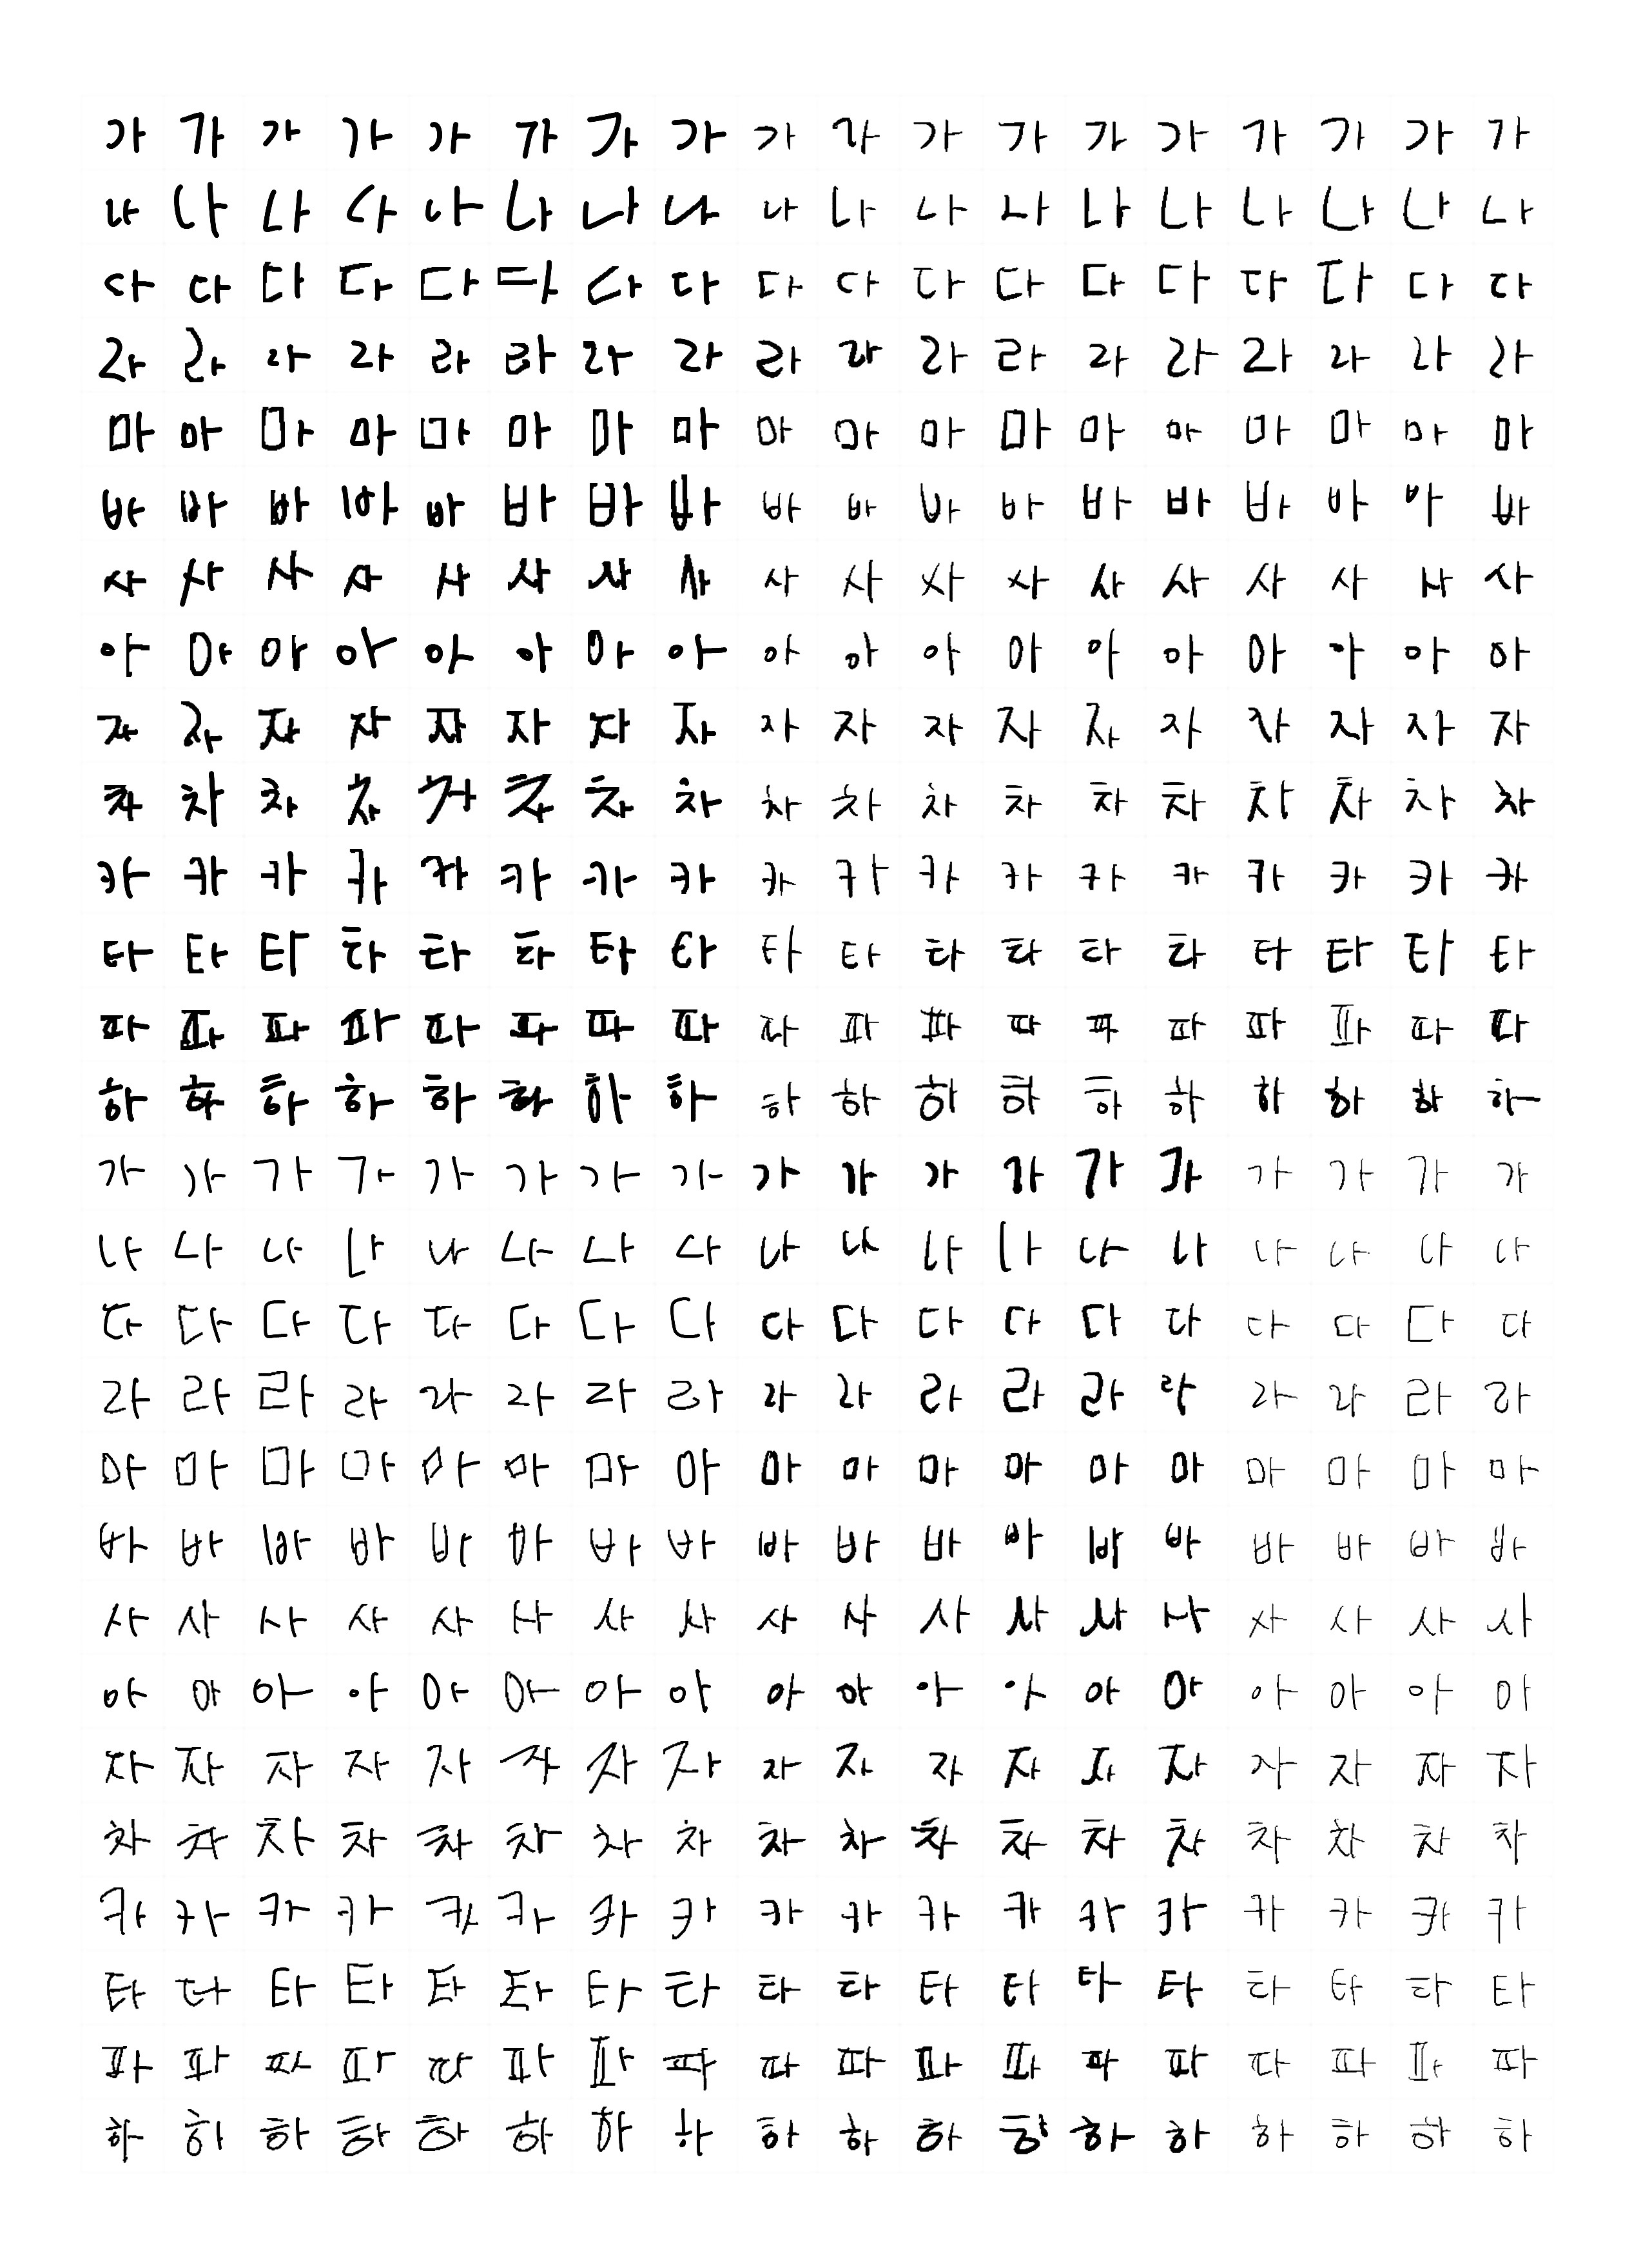 가 가 가 가 가 가 가 가 가 가 가 가 가 가 가 가 가 가
나 나 나 나 나 나 나 나 나 나 나 나 나 나 나 나 나 나
다 다 다 다 다 다 다 다 다 다 다 다 다 다 다 다 다 다
라 라 라 라 라 라 라 라 라 라 라 라 라 라 라 라 라 라
마 마 마 마 마 마 마 마 마 마 마 마 마 마 마 마 마 마
바 바 바 바 바 바 바 바 바 바 바 바 바 바 바 바 바 바
사 사 사 사 사 사 사 사 사 사 사 사 사 사 사 사 사 사
아 아 아 아 아 아 아 아 아 아 아 아 아 아 아 아 아 아
자 자 자 자 자 자 자 자 자 자 자 자 자 자 자 자 자 자
차 차 차 차 차 차 차 차 차 차 차 차 차 차 차 차 차 차
카 카 카 카 카 카 카 카 카 카 카 카 카 카 카 카 카 카
타 타 타 타 타 타 타 타 타 타 타 타 타 타 타 타 타 타
파 파 파 파 파 파 파 파 파 파 파 파 파 파 파 파 파 파
하 하 하 하 하 하 하 하 하 하 하 하 하 하 하 하 하 하
가 가 가 가 가 가 가 가 가 가 가 가 가 가 가 가 가 가
나 나 나 나 나 나 나 나 나 나 나 나 나 나 나 나 나 나
다 다 다 다 다 다 다 다 다 다 다 다 다 다 다 다 다 다
라 라 라 라 라 라 라 라 라 라 라 라 라 라 라 라 라 라
마 마 마 마 마 마 마 마 마 마 마 마 마 마 마 마 마 마
바 바 바 바 바 바 바 바 바 바 바 바 바 바 바 바 바 바
사 사 사 사 사 사 사 사 사 사 사 사 사 사 사 사 사 사
아 아 아 아 아 아 아 아 아 아 아 아 아 아 아 아 아 아
자 자 자 자 자 자 자 자 자 자 자 자 자 자 자 자 자 자
차 차 차 차 차 차 차 차 차 차 차 차 차 차 차 차 차 차
카 카 카 카 카 카 카 카 카 카 카 카 카 카 카 카 카 카
타 타 타 타 타 타 타 타 타 타 타 타 타 타 타 타 타 타
파 파 파 파 파 파 파 파 파 파 파 파 파 파 파 파 파 파
하 하 하 하 하 하 하 하 하 하 하 하 하 하 하 하 하 하